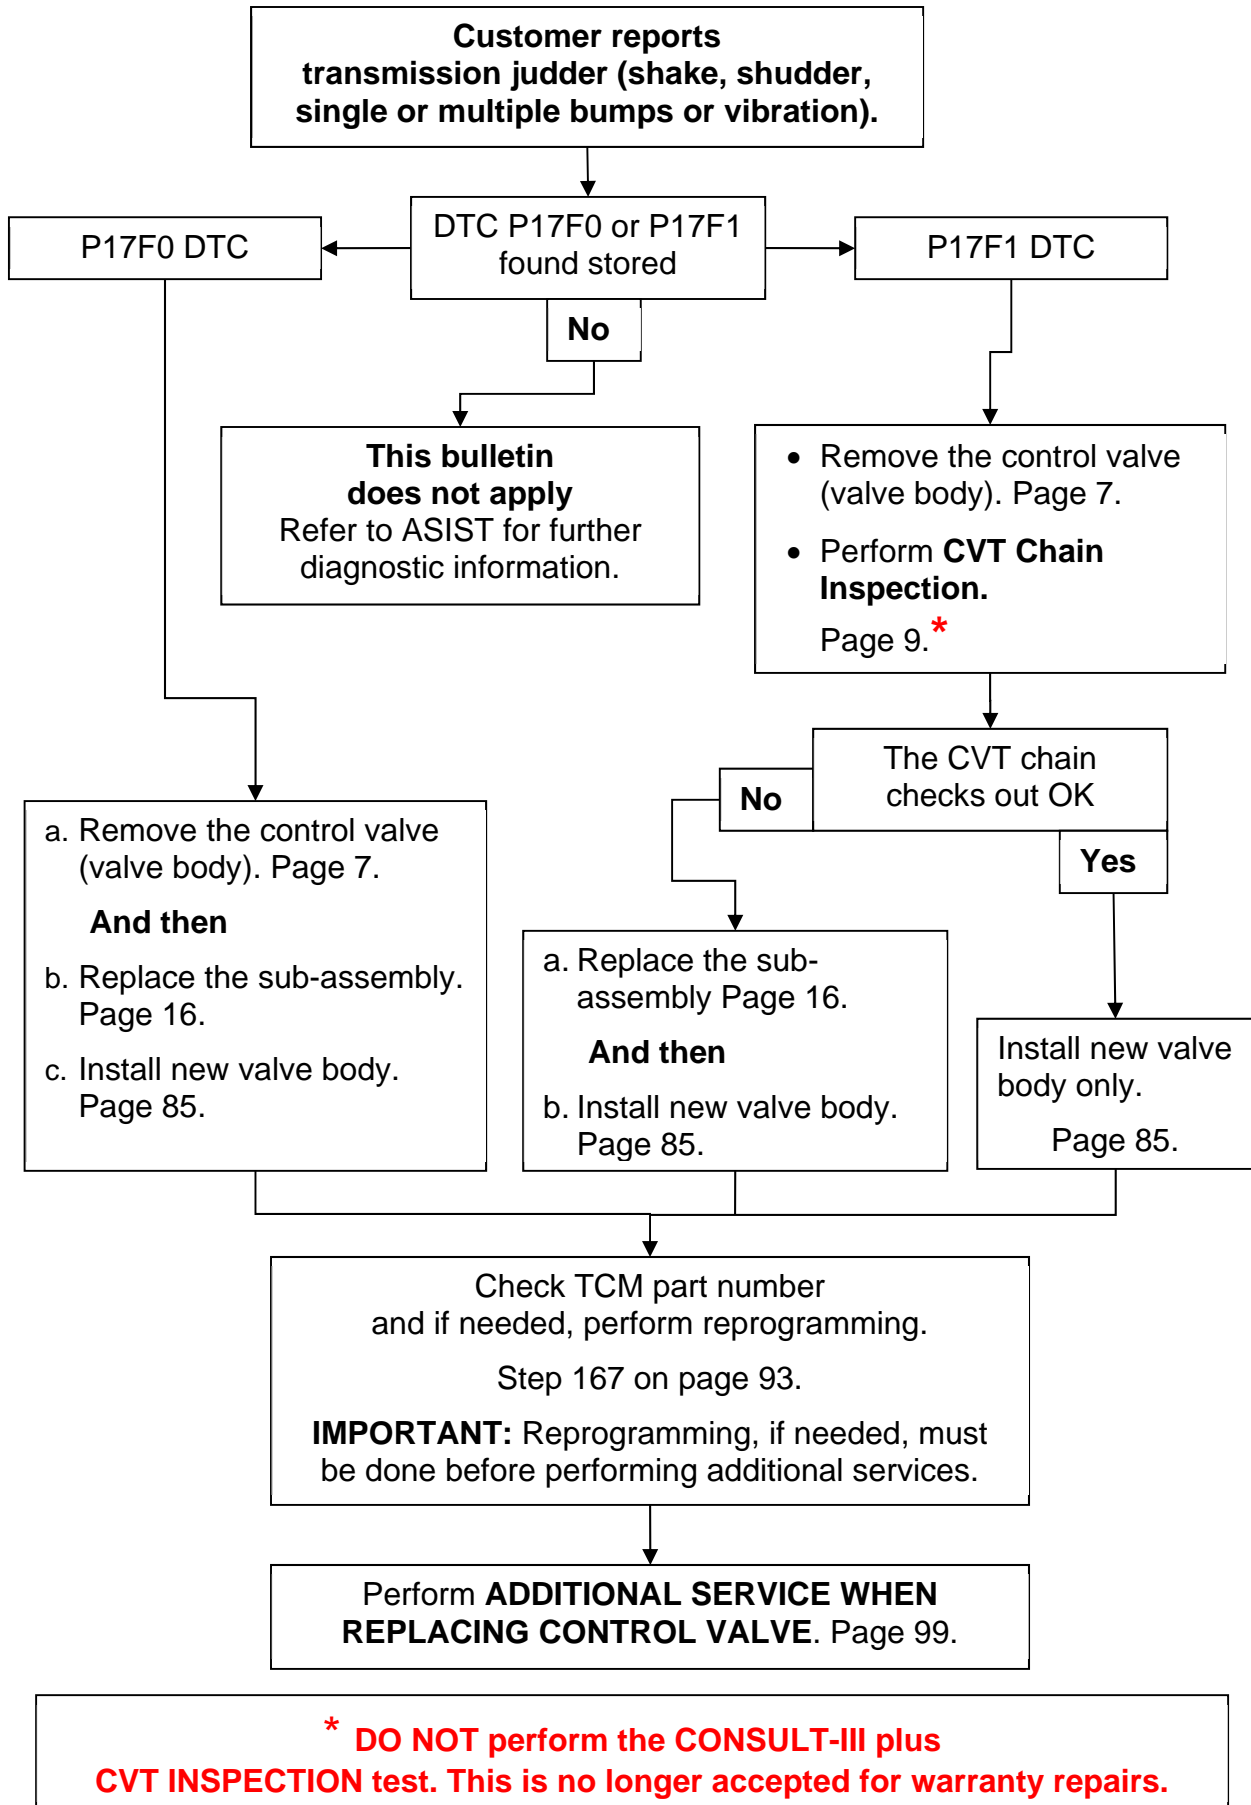 Customer reports
transmission judder (shake, shudder,
single or multiple bumps or vibration).
P17F0 DTC
DTC P17F0 or P17F1
found stored
P17F1 DTC
No
This bulletin
does not apply
Refer to ASIST for further
diagnostic information.
• Remove the control valve
(valve body). Page 7.
• Perform CVT Chain
Inspection.
Page 9.*
The CVT chain
checks out OK
No
Yes
a. Remove the control valve
(valve body). Page 7.
And then
b. Replace the sub-assembly.
Page 16.
c. Install new valve body.
Page 85.
a. Replace the sub-
assembly Page 16.
And then
b. Install new valve body.
Page 85.
Install new valve
body only.
Page 85.
Check TCM part number
and if needed, perform reprogramming.
Step 167 on page 93.
IMPORTANT: Reprogramming, if needed, must
be done before performing additional services.
Perform ADDITIONAL SERVICE WHEN
REPLACING CONTROL VALVE. Page 99.
* DO NOT perform the CONSULT-III plus
CVT INSPECTION test. This is no longer accepted for warranty repairs.